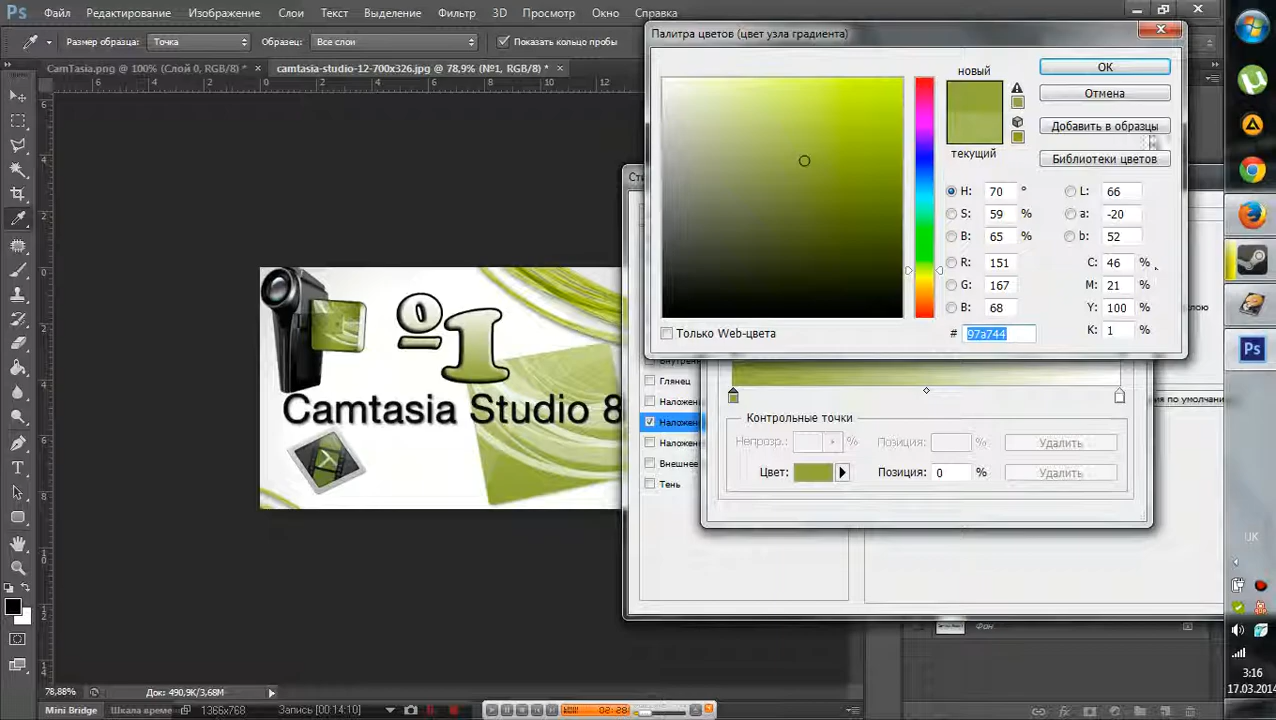 Ps Файл Редактирование Изображение Слои Текст Выделение Фильтр 3D Просмотр Окно Справка
Размер образца: Точка Образец: Все слои Показать кольцо пробы
CamTasia.png @ 100% (Слой 0, RGB/8) * × camtasia-studio-12-700x326.jpg @ 78,9% (№1, RGB/8) * ×
Палитра цветов (цвет узла градиента)
новый
текущий
OK
Отмена
Добавить в образцы
Библиотеки цветов
H: 70 ° L: 66
S: 59 % a: -20
B: 65 % b: 52
R: 151 C: 46 %
G: 167 M: 21 %
B: 68 Y: 100 %
K: 1 %
Только Web-цвета # 97a744
№1
Camtasia Studio 8
Глянец
Тень
Контрольные точки
Непрозр.: % Позиция: % Удалить
Цвет: Позиция: 0 % Удалить
Фон
78,88% Док: 490,9K/3,68M
Mini Bridge Шкала време 1366x768 Запись [00:14:10] 02:28
UK
3:16
17.03.2014